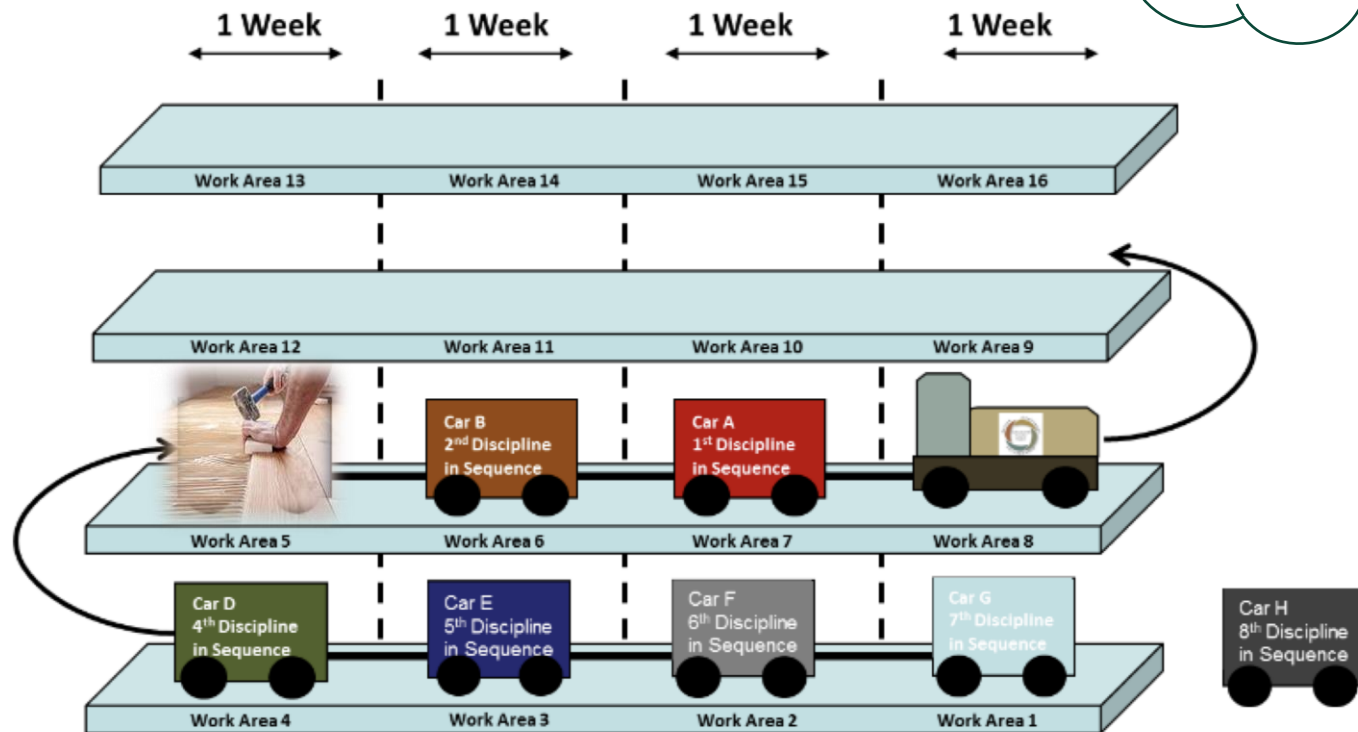 1 Week
1 Week
1 Week
1 Week
Work Area 13
Work Area 14
Work Area 15
Work Area 16
Work Area 12
Work Area 11
Work Area 10
Work Area 9
Car B
2nd Discipline
in Sequence
Car A
1st Discipline
in Sequence
Work Area 5
Work Area 6
Work Area 7
Work Area 8
Car D
4th Discipline
in Sequence
Car E
5th Discipline
in Sequence
Car F
6th Discipline
in Sequence
Car G
7th Discipline
in Sequence
Car H
8th Discipline
in Sequence
Work Area 4
Work Area 3
Work Area 2
Work Area 1